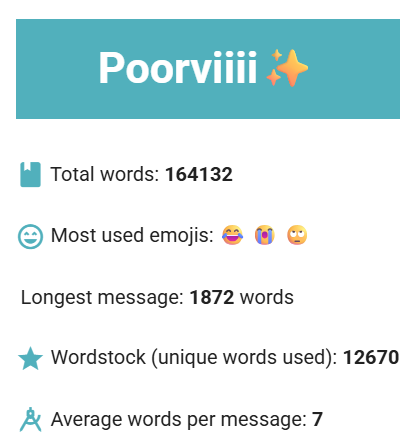 Poorviiii ✨
Total words: 164132
Most used emojis: 😂 😭 🙄
Longest message: 1872 words
Wordstock (unique words used): 12670
Average words per message: 7